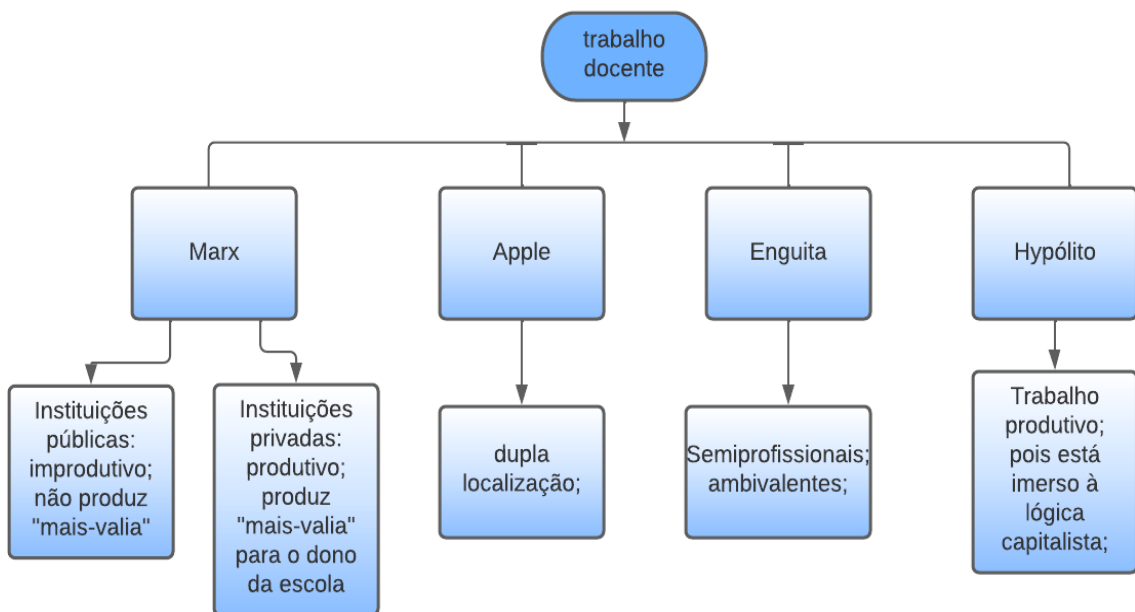 trabalho
docente
Marx
Apple
Enguita
Hypólito
Instituições
públicas:
improdutivo;
não produz
"mais-valia"
Instituições
privadas:
produtivo;
produz
"mais-valia"
para o dono
da escola
dupla
localização;
Semiprofissionais;
ambivalentes;
Trabalho
produtivo;
pois está
imerso à
lógica
capitalista;